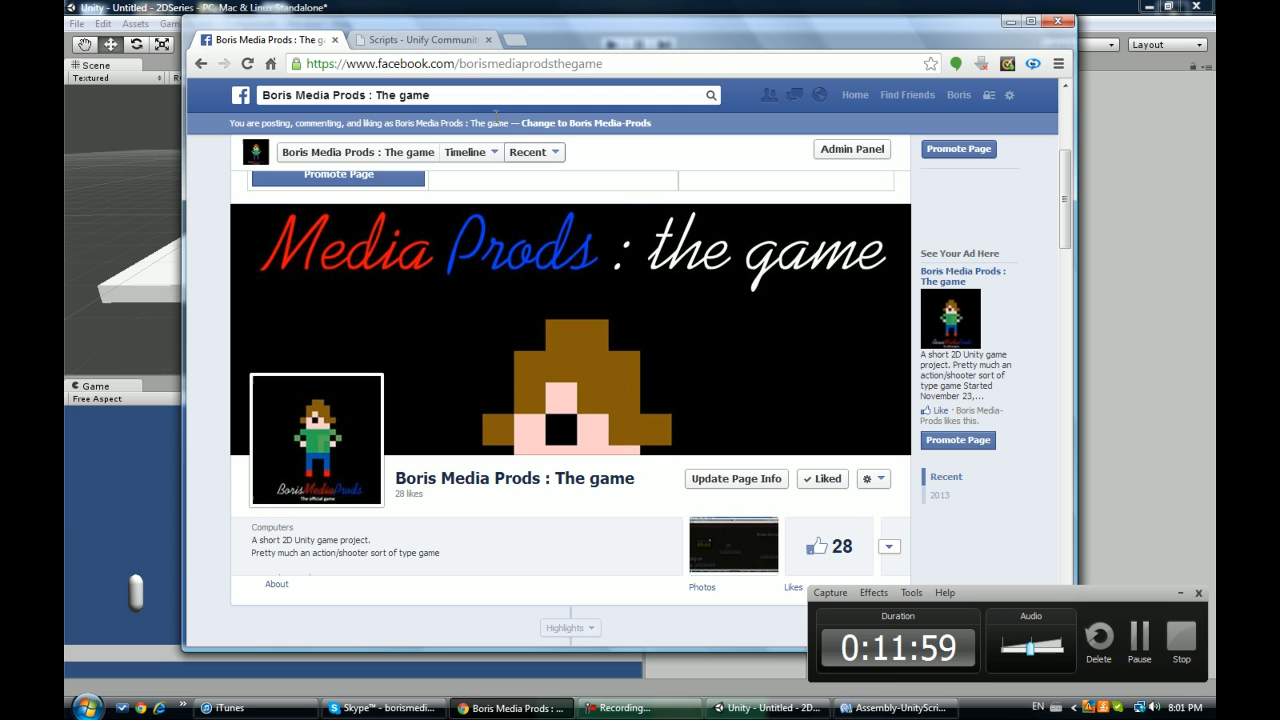 Unity - Untitled - 2DSeries - PC, Mac & Linux Standalone*
File Edit Assets Gam
Boris Media Prods : The ga
Scripts - Unify Communit
Layout
Scene
Textured
https://www.facebook.com/borismediaprodsthegame
Boris Media Prods : The game
Home Find Friends Boris
You are posting, commenting, and liking as Boris Media Prods : The game — Change to Boris Media-Prods
Boris Media Prods : The game Timeline Recent
Admin Panel
Promote Page
Promote Page
Media Prods : the game
See Your Ad Here
Boris Media Prods :
The game
A short 2D Unity game
project. Pretty much an
action/shooter sort of
type game Started
November 23,...
Like · Boris Media-
Prods likes this.
Promote Page
Recent
2013
Game
Free Aspect
BorisMediaProds
The official game
Boris Media Prods : The game
28 likes
Update Page Info
Liked
Computers
A short 2D Unity game project.
Pretty much an action/shooter sort of type game
28
About
Photos
Likes
Highlights
Capture Effects Tools Help
Duration
Audio
0:11:59
Delete Pause Stop
iTunes
Skype™ - borismedi...
Boris Media Prods : ...
Recording...
Unity - Untitled - 2D...
Assembly-UnityScri...
EN
8:01 PM